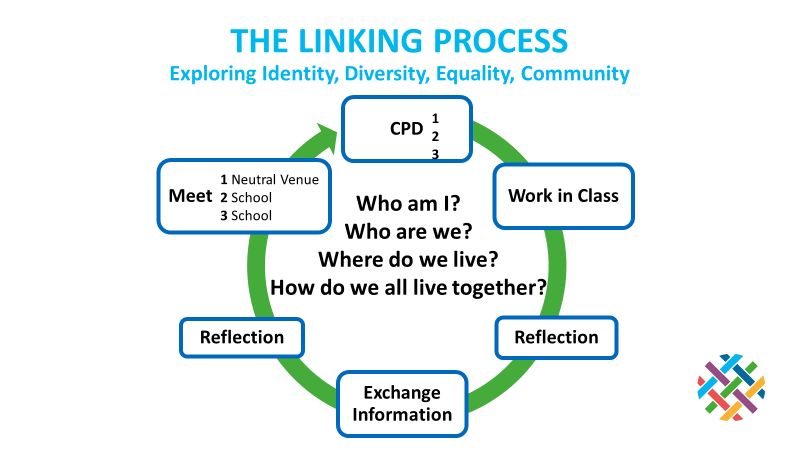 THE LINKING PROCESS
Exploring Identity, Diversity, Equality, Community
CPD 1
2
3
Work in Class
Reflection
Exchange
Information
Reflection
Meet 1 Neutral Venue
2 School
3 School
Who am I?
Who are we?
Where do we live?
How do we all live together?